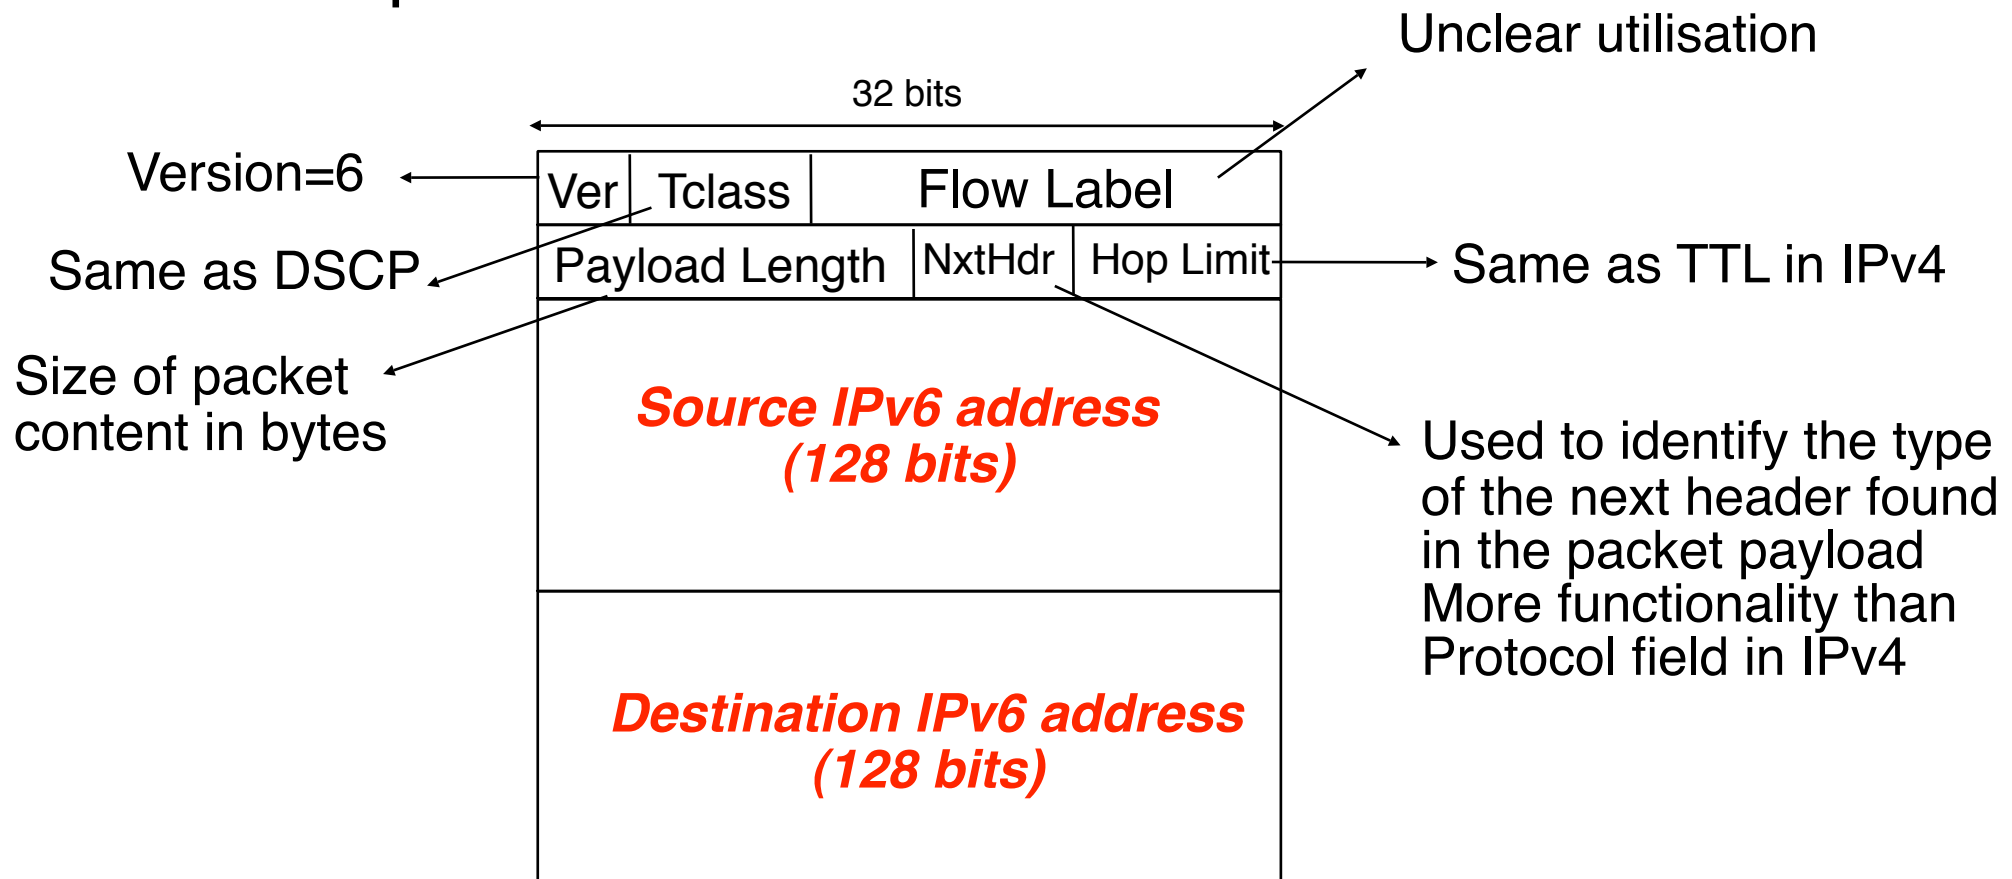 Unclear utilisation
32 bits
Version=6
Ver
Tclass
Flow Label
Same as DSCP
Payload Length
NxtHdr
Hop Limit
Same as TTL in IPv4
Size of packet
content in bytes
Source IPv6 address
(128 bits)
Used to identify the type
of the next header found
in the packet payload
More functionality than
Protocol field in IPv4
Destination IPv6 address
(128 bits)